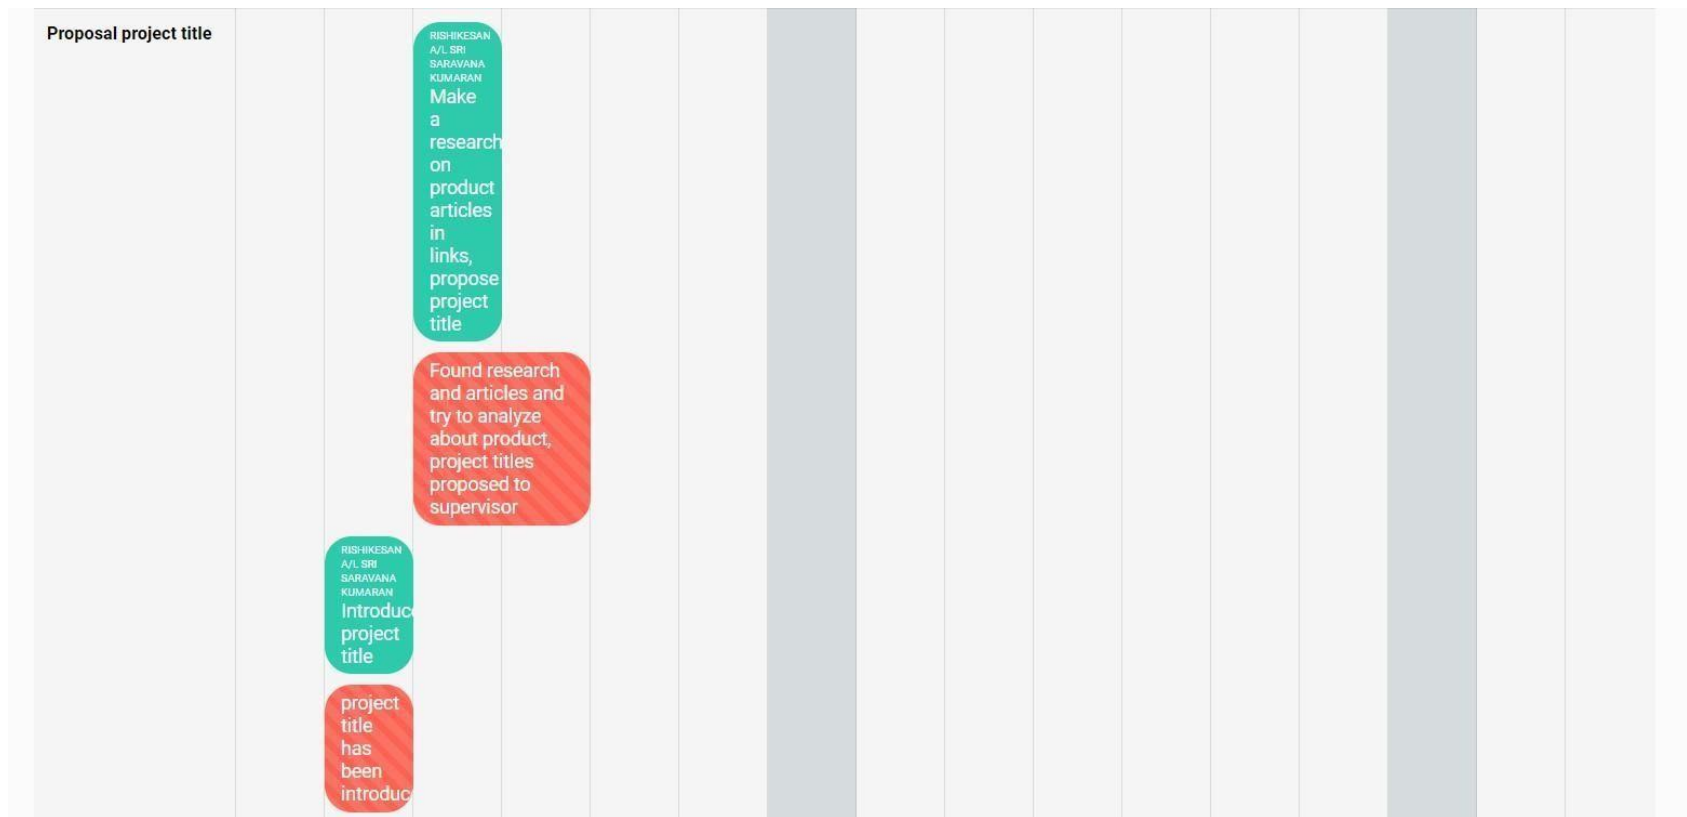 Proposal project title
RISHIKESAN
A/L SRI
SARAVANA
KUMARAN
Make
a
research
on
product
articles
in
links,
propose
project
title
Found research
and articles and
try to analyze
about product,
project titles
proposed to
supervisor
RISHIKESAN
A/L SRI
SARAVANA
KUMARAN
Introduce
project
title
project
title
has
been
introduc